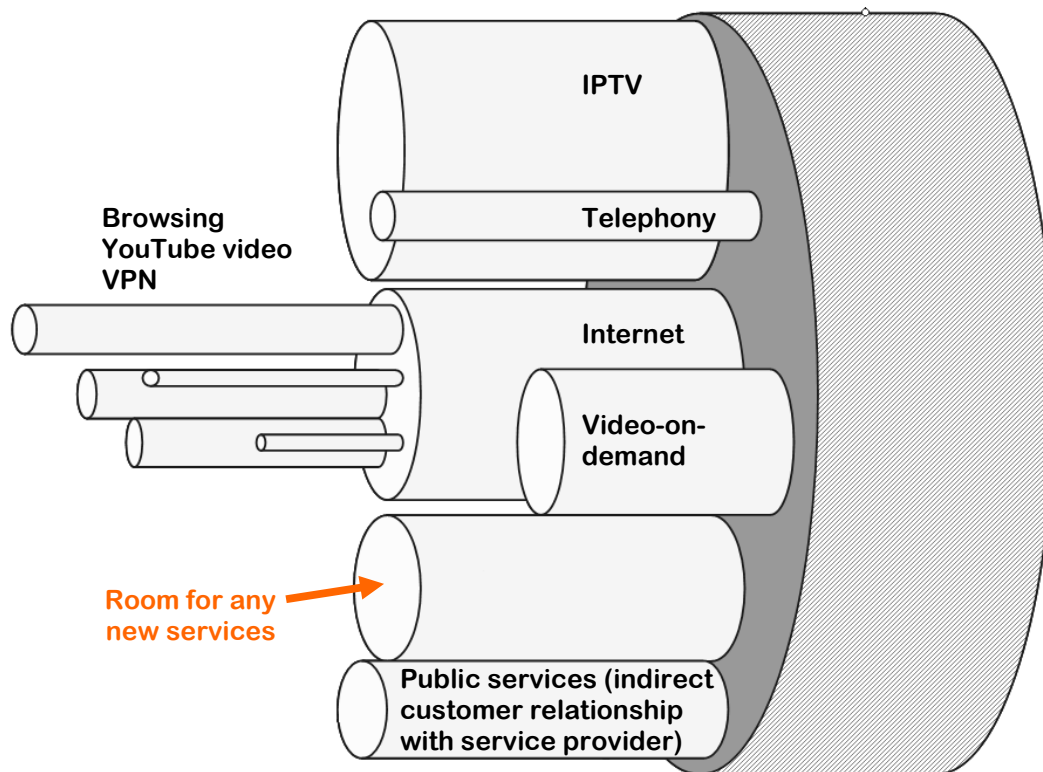 IPTV
Telephony
Browsing
YouTube video
VPN
Internet
Video-on-
demand
Room for any
new services
Public services (indirect
customer relationship
with service provider)